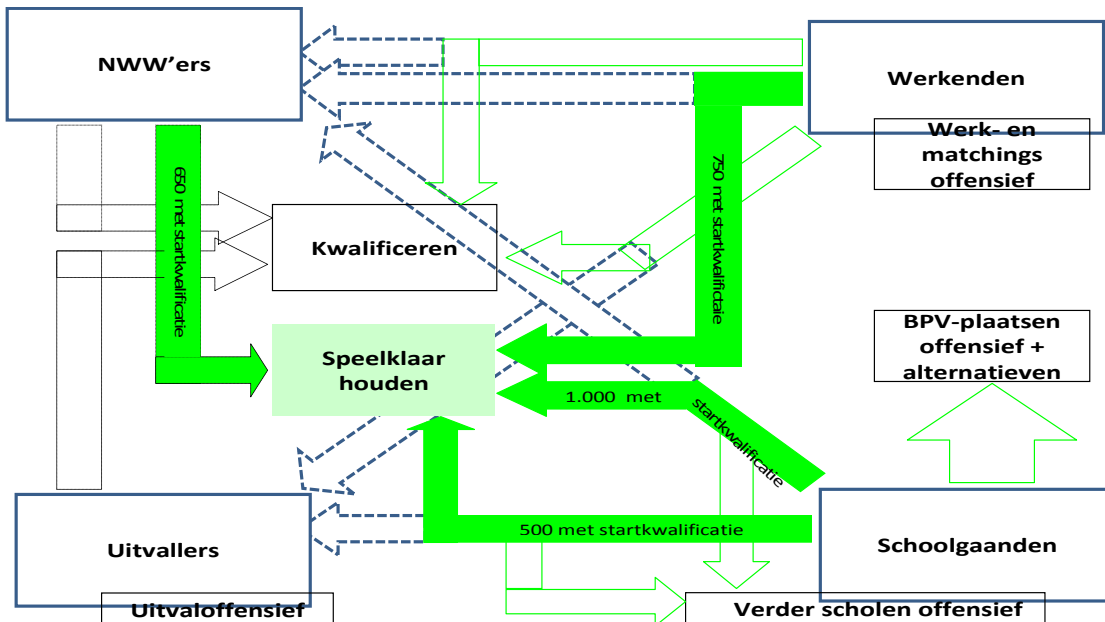 NWW'ers
Werkenden
Werk- en
matchings
offensief
650 met startkwalificatie
750 met startkwalifictaie
Kwalificeren
Speelklaar
houden
BPV-plaatsen
offensief +
alternatieven
1.000 met
startkwalificatie
500 met startkwalificatie
Uitvallers
Schoolgaanden
Uitvaloffensief
Verder scholen offensief